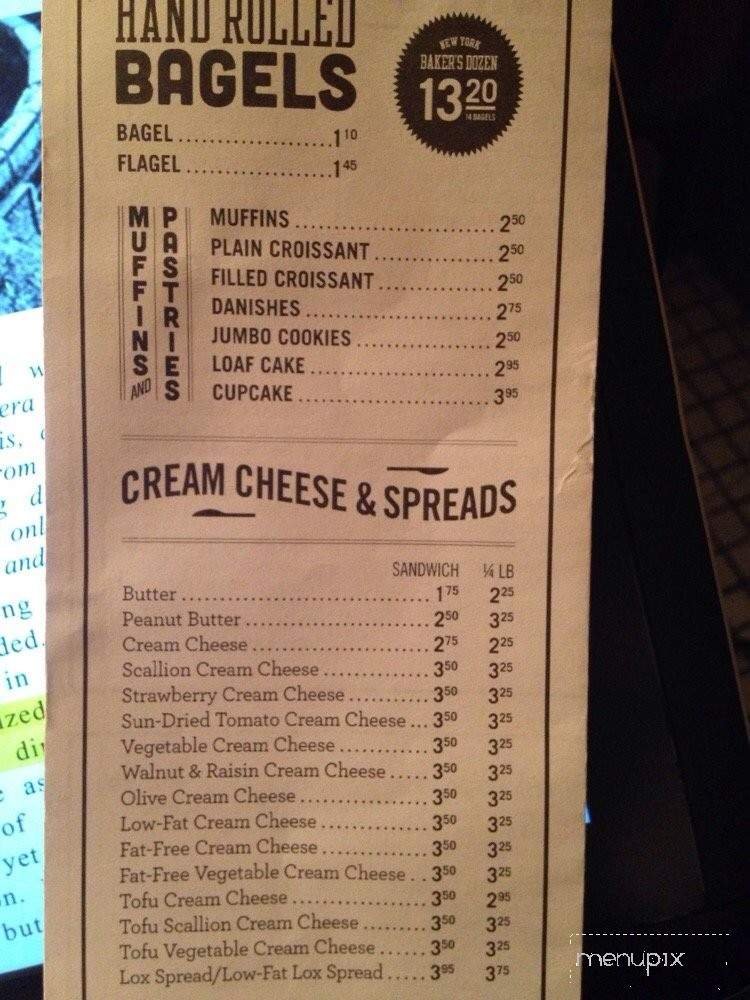 HAND ROLLED
BAGELS
BAGEL 1 10
FLAGEL 1 45
NEW YORK
BAKER'S DOZEN
13 20
14 BAGELS
MUFFINS
AND
PASTRIES
MUFFINS 2 50
PLAIN CROISSANT 2 50
FILLED CROISSANT 2 50
DANISHES 2 75
JUMBO COOKIES 2 50
LOAF CAKE 2 95
CUPCAKE 3 95
CREAM CHEESE & SPREADS
SANDWICH ¼ LB
Butter 1 75 2 25
Peanut Butter 2 50 3 25
Cream Cheese 2 75 2 25
Scallion Cream Cheese 3 50 3 25
Strawberry Cream Cheese 3 50 3 25
Sun-Dried Tomato Cream Cheese 3 50 3 25
Vegetable Cream Cheese 3 50 3 25
Walnut & Raisin Cream Cheese 3 50 3 25
Olive Cream Cheese 3 50 3 25
Low-Fat Cream Cheese 3 50 3 25
Fat-Free Cream Cheese 3 50 3 25
Fat-Free Vegetable Cream Cheese 3 50 3 25
Tofu Cream Cheese 3 50 2 95
Tofu Scallion Cream Cheese 3 50 3 25
Tofu Vegetable Cream Cheese 3 50 3 25
Lox Spread/Low-Fat Lox Spread 3 95 3 75
menupix